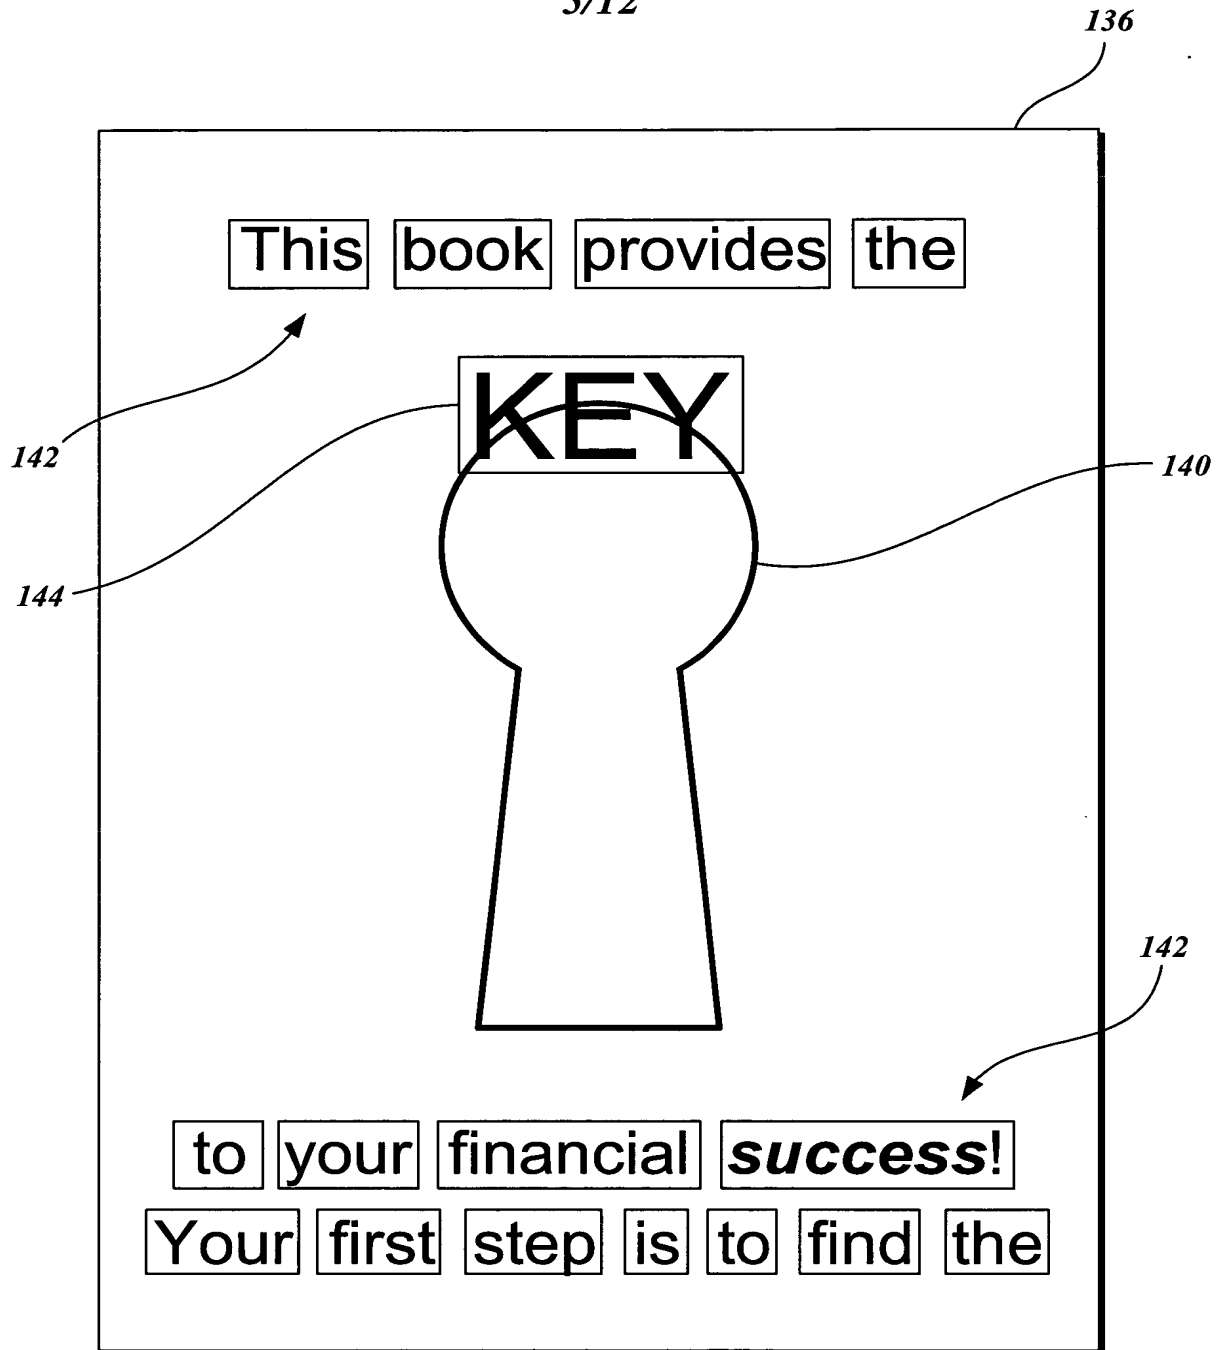 3/12
136
This book provides the
KEY
142
140
144
142
to your financial success!
Your first step is to find the